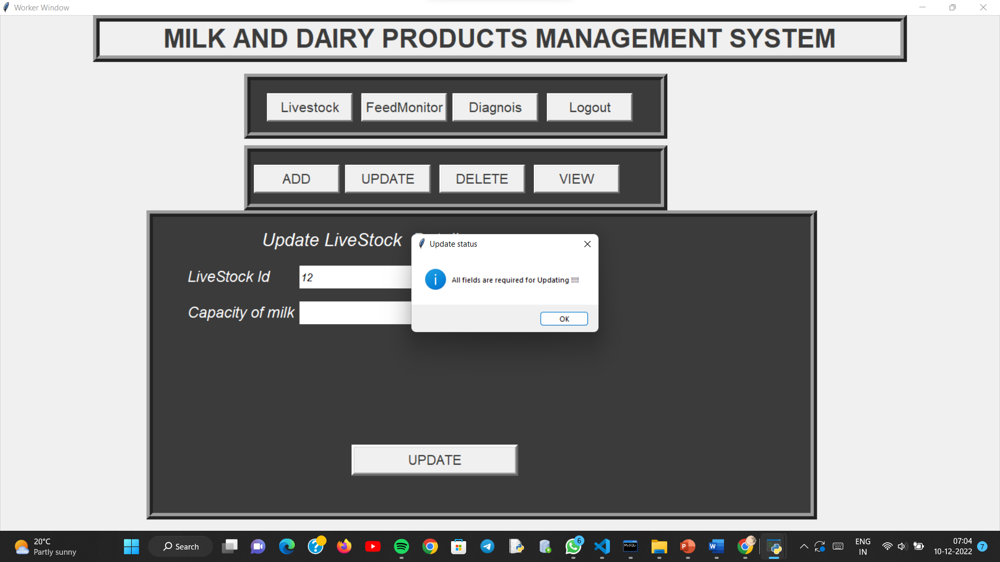 Worker Window
MILK AND DAIRY PRODUCTS MANAGEMENT SYSTEM
Livestock FeedMonitor Diagnois Logout
ADD UPDATE DELETE VIEW
Update LiveStock
Update status
All fields are required for Updating !!!!
OK
LiveStock Id 12
Capacity of milk
UPDATE
20°C
Partly sunny
Search
6
MySQL
ENG
IN
07:04
10-12-2022
7